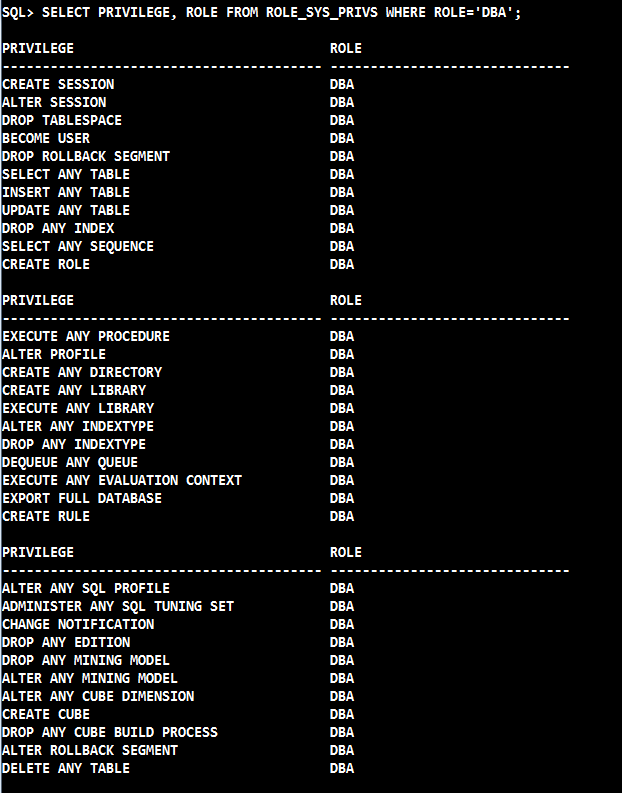 SQL> SELECT PRIVILEGE, ROLE FROM ROLE_SYS_PRIVS WHERE ROLE='DBA';
PRIVILEGE ROLE
---------------------------------------- ------------------------------
CREATE SESSION DBA
ALTER SESSION DBA
DROP TABLESPACE DBA
BECOME USER DBA
DROP ROLLBACK SEGMENT DBA
SELECT ANY TABLE DBA
INSERT ANY TABLE DBA
UPDATE ANY TABLE DBA
DROP ANY INDEX DBA
SELECT ANY SEQUENCE DBA
CREATE ROLE DBA
PRIVILEGE ROLE
---------------------------------------- ------------------------------
EXECUTE ANY PROCEDURE DBA
ALTER PROFILE DBA
CREATE ANY DIRECTORY DBA
CREATE ANY LIBRARY DBA
EXECUTE ANY LIBRARY DBA
ALTER ANY INDEXTYPE DBA
DROP ANY INDEXTYPE DBA
DEQUEUE ANY QUEUE DBA
EXECUTE ANY EVALUATION CONTEXT DBA
EXPORT FULL DATABASE DBA
CREATE RULE DBA
PRIVILEGE ROLE
---------------------------------------- ------------------------------
ALTER ANY SQL PROFILE DBA
ADMINISTER ANY SQL TUNING SET DBA
CHANGE NOTIFICATION DBA
DROP ANY EDITION DBA
DROP ANY MINING MODEL DBA
ALTER ANY MINING MODEL DBA
ALTER ANY CUBE DIMENSION DBA
CREATE CUBE DBA
DROP ANY CUBE BUILD PROCESS DBA
ALTER ROLLBACK SEGMENT DBA
DELETE ANY TABLE DBA